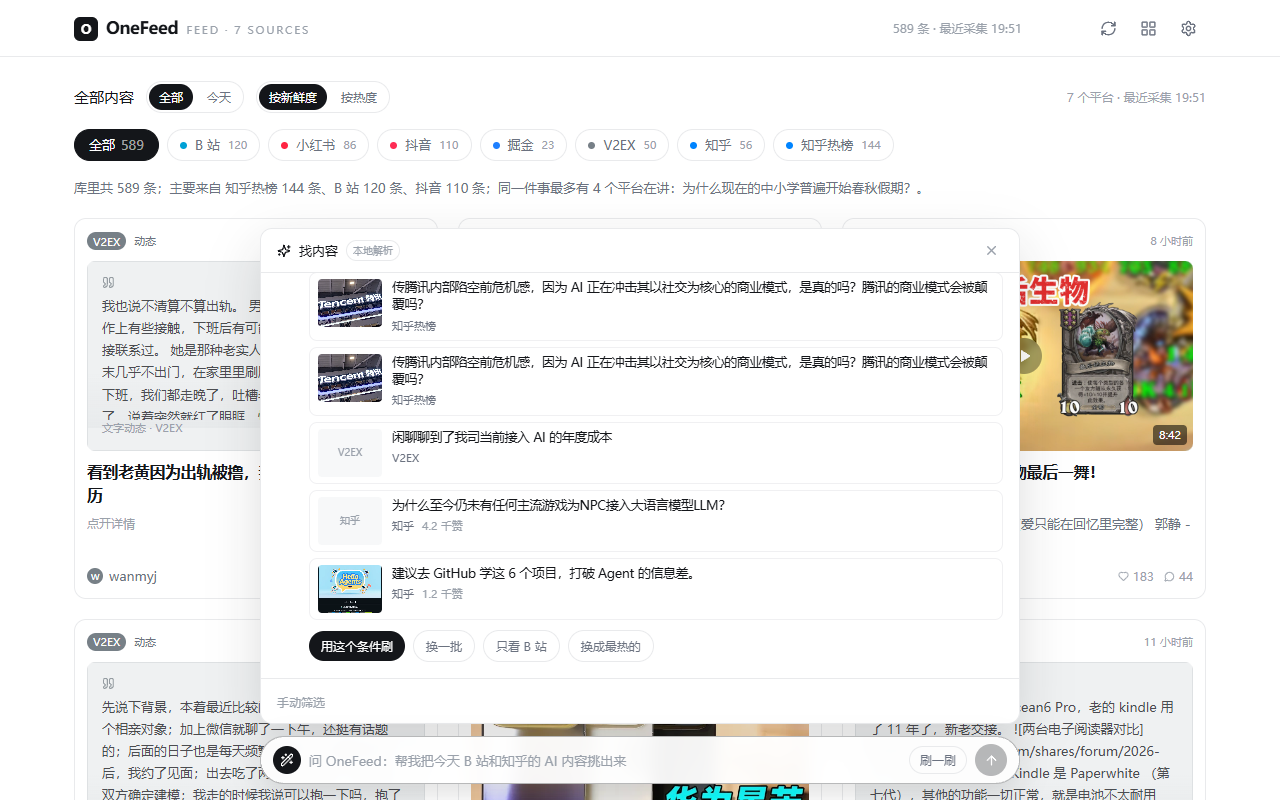 O OneFeed FEED · 7 SOURCES 589 条 · 最近采集 19:51
全部内容 全部 今天 按新鲜度 按热度 7 个平台 · 最近采集 19:51
全部 589 B 站 120 小红书 86 抖音 110 掘金 23 V2EX 50 知乎 56 知乎热榜 144
库里共 589 条；主要来自 知乎热榜 144 条、B 站 120 条、抖音 110 条；同一件事最多有 4 个平台在讲：为什么现在的中小学普遍开始春秋假期？。
V2EX 动态
我也说不清算不算出轨。 男
作上有些接触，下班后有可
接联系过。 她是那种老实人
末几乎不出门，在家里里刷
下班，我们都走晚了，吐槽
文字动态 · V2EX
看到老黄因为出轨被撸，
历
点开详情
W wanmyj
8 小时前
生物
10 10
8:42
物最后一舞！
爱只能在回忆里完整） 郭静 -
183 44
找内容 本地解析
Tencent 腾讯
传腾讯内部陷空前危机感，因为 AI 正在冲击其以社交为核心的商业模式，是真的吗？腾讯的商业模式会被颠
覆吗？
知乎热榜
Tencent 腾讯
传腾讯内部陷空前危机感，因为 AI 正在冲击其以社交为核心的商业模式，是真的吗？腾讯的商业模式会被颠
覆吗？
知乎热榜
V2EX
闲聊聊到了我司当前接入 AI 的年度成本
V2EX
知乎
为什么至今仍未有任何主流游戏为NPC接入大语言模型LLM？
知乎 4.2 千赞
Hello Agents
建议去 GitHub 学这 6 个项目，打破 Agent 的信息差。
知乎 1.2 千赞
用这个条件刷 换一批 只看 B 站 换成最热的
手动筛选
问 OneFeed：帮我把今天 B 站和知乎的 AI 内容挑出来 刷一刷
V2EX 动态
先说下背景，本着最近比较
个相亲对象；加上微信就聊了一下午，还挺有话题
的；后面的日子也是每天频
后，我约了见面；出去吃了
双方确定建模；我走的时候我说可以抱一下吗，抱了
11 小时前
cean6 Pro，老的 kindle 用
了 11 年了，新老交接。 ![两台电子阅读器对比]
m/shares/forum/2026-
Kindle 是 Paperwhite （第
七代），其他的功能一切正常，就是电池不太耐用